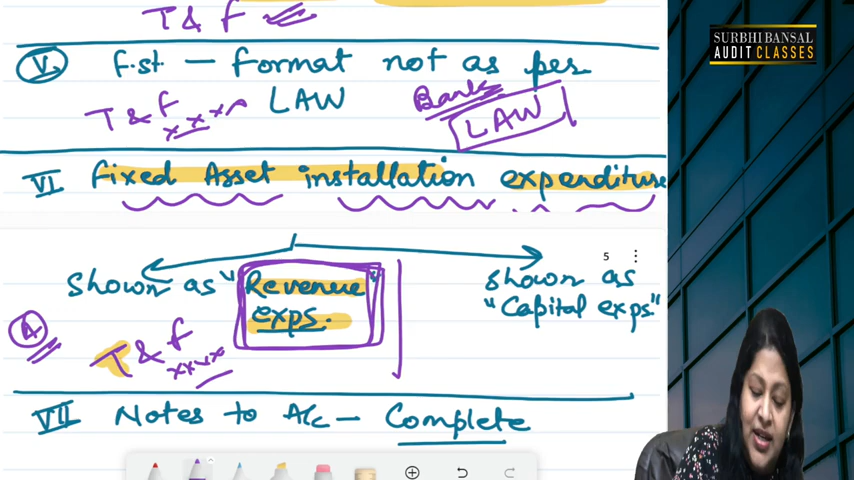 T & F
SURBHI BANSAL
AUDIT CLASSES
V f.st – format not as per
LAW
T & F xxx
Bank
LAW
VI fixed Asset installation expenditure
5
shown as "Revenue exps."
shown as
"Capital exps"
A
T & F xxxx
VII Notes to A/c – Complete